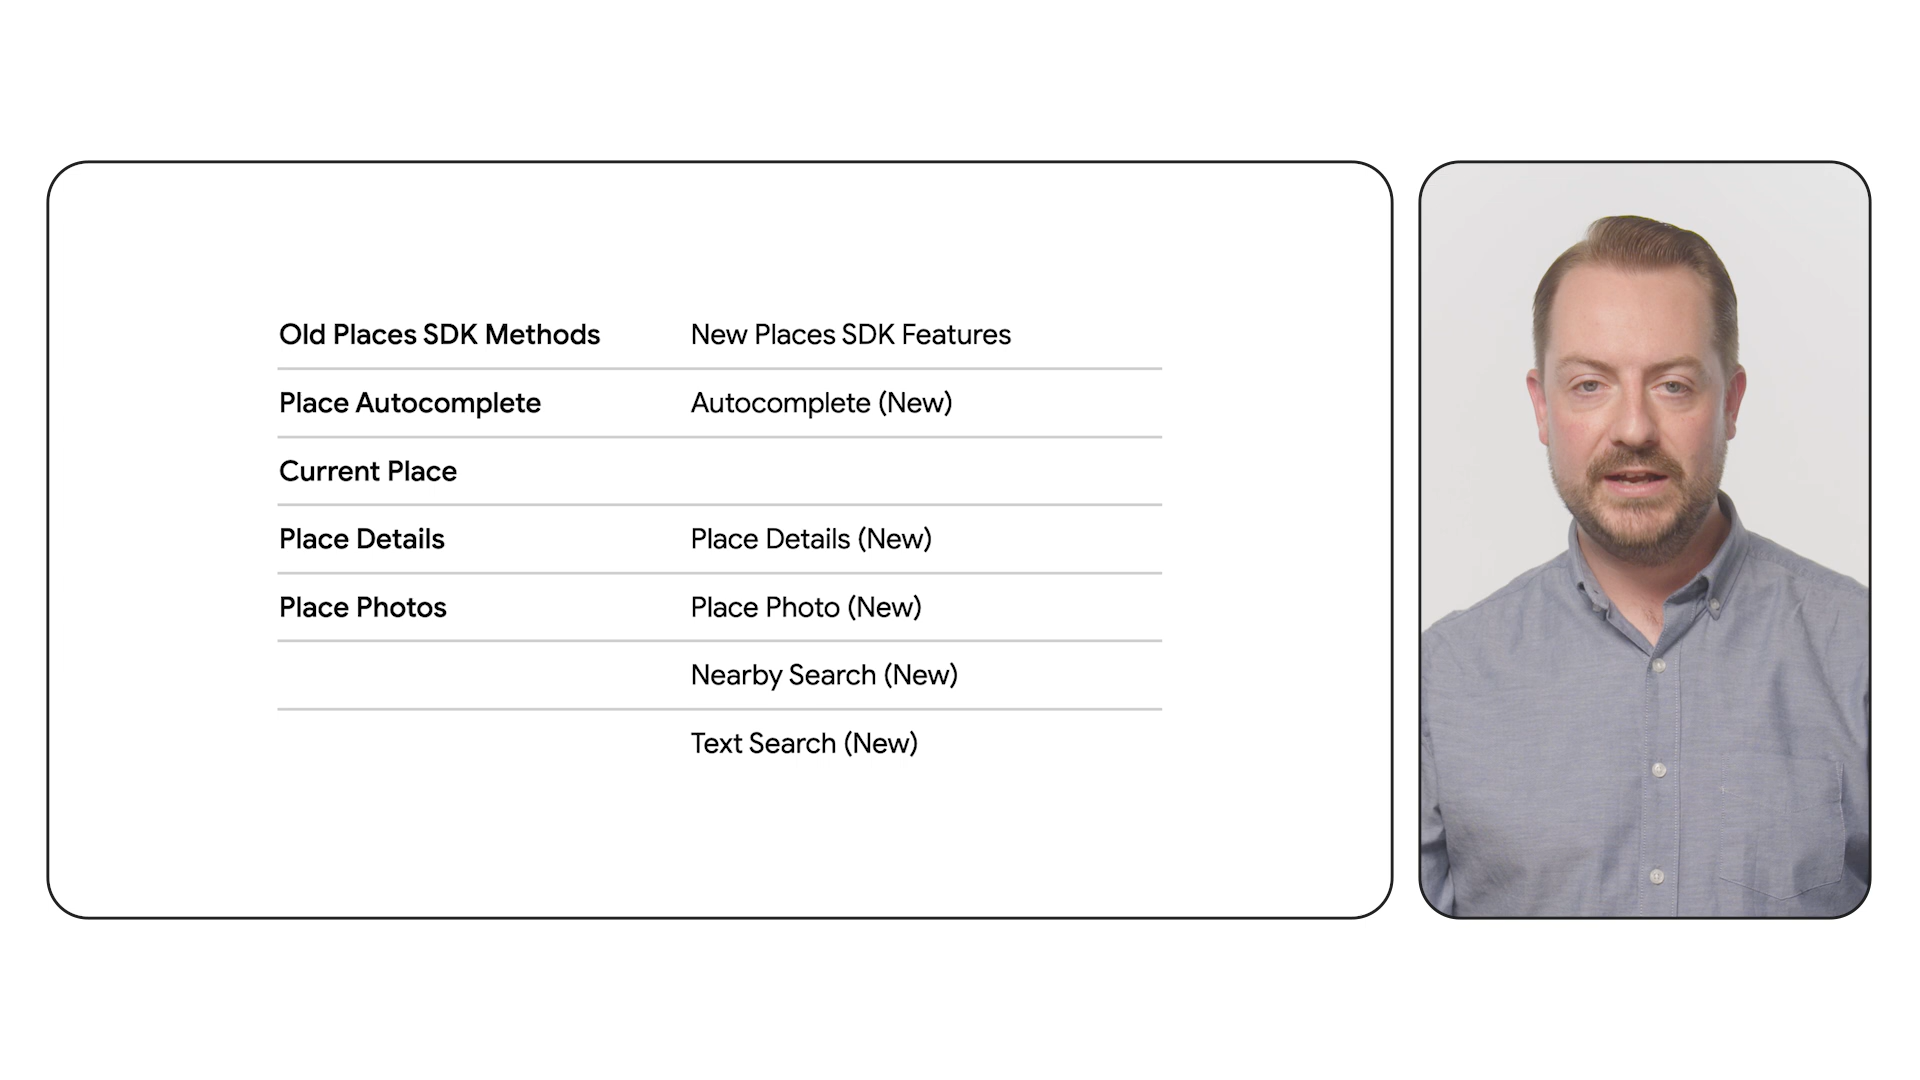 Old Places SDK Methods New Places SDK Features
Place Autocomplete Autocomplete (New)
Current Place
Place Details Place Details (New)
Place Photos Place Photo (New)
Nearby Search (New)
Text Search (New)